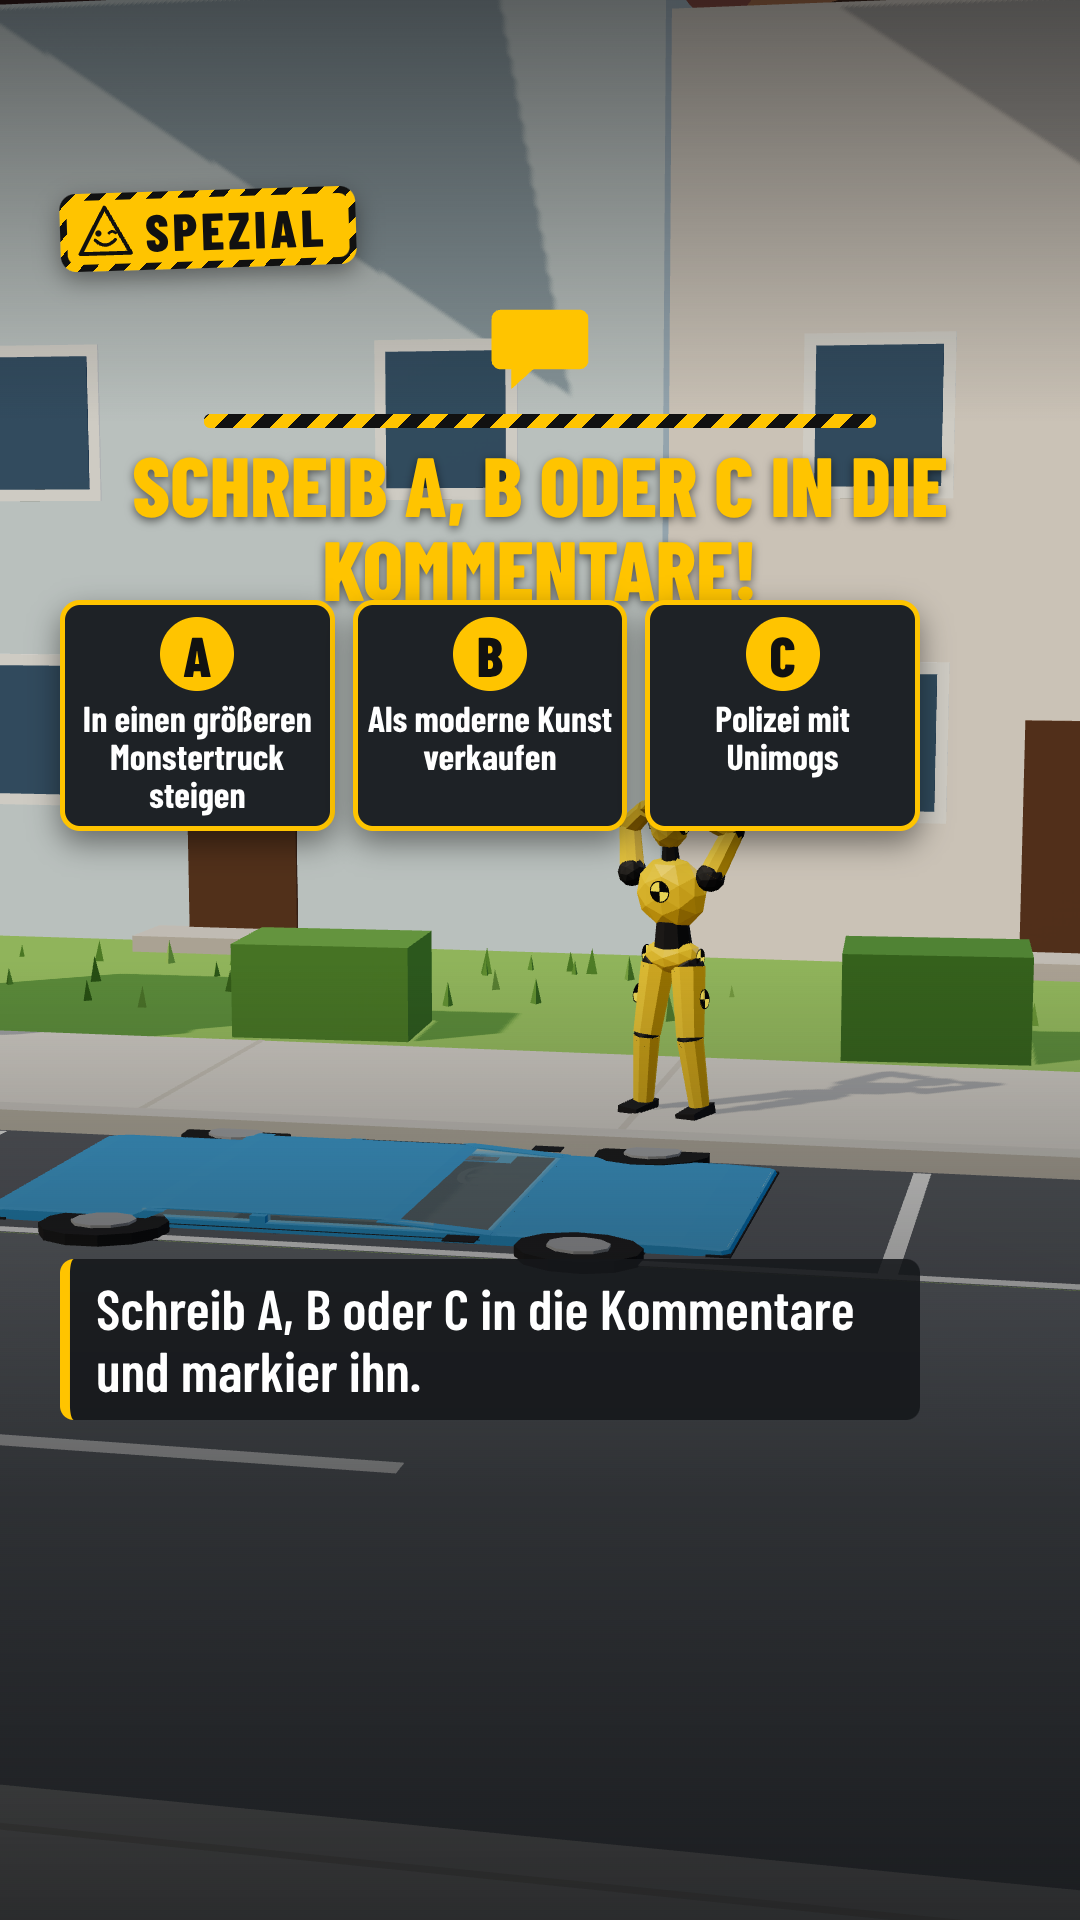 SPEZIAL
SCHREIB A, B ODER C IN DIE
KOMMENTARE!
A
In einen größeren
Monstertruck
steigen
B
Als moderne Kunst
verkaufen
C
Polizei mit
Unimogs
Schreib A, B oder C in die Kommentare
und markier ihn.